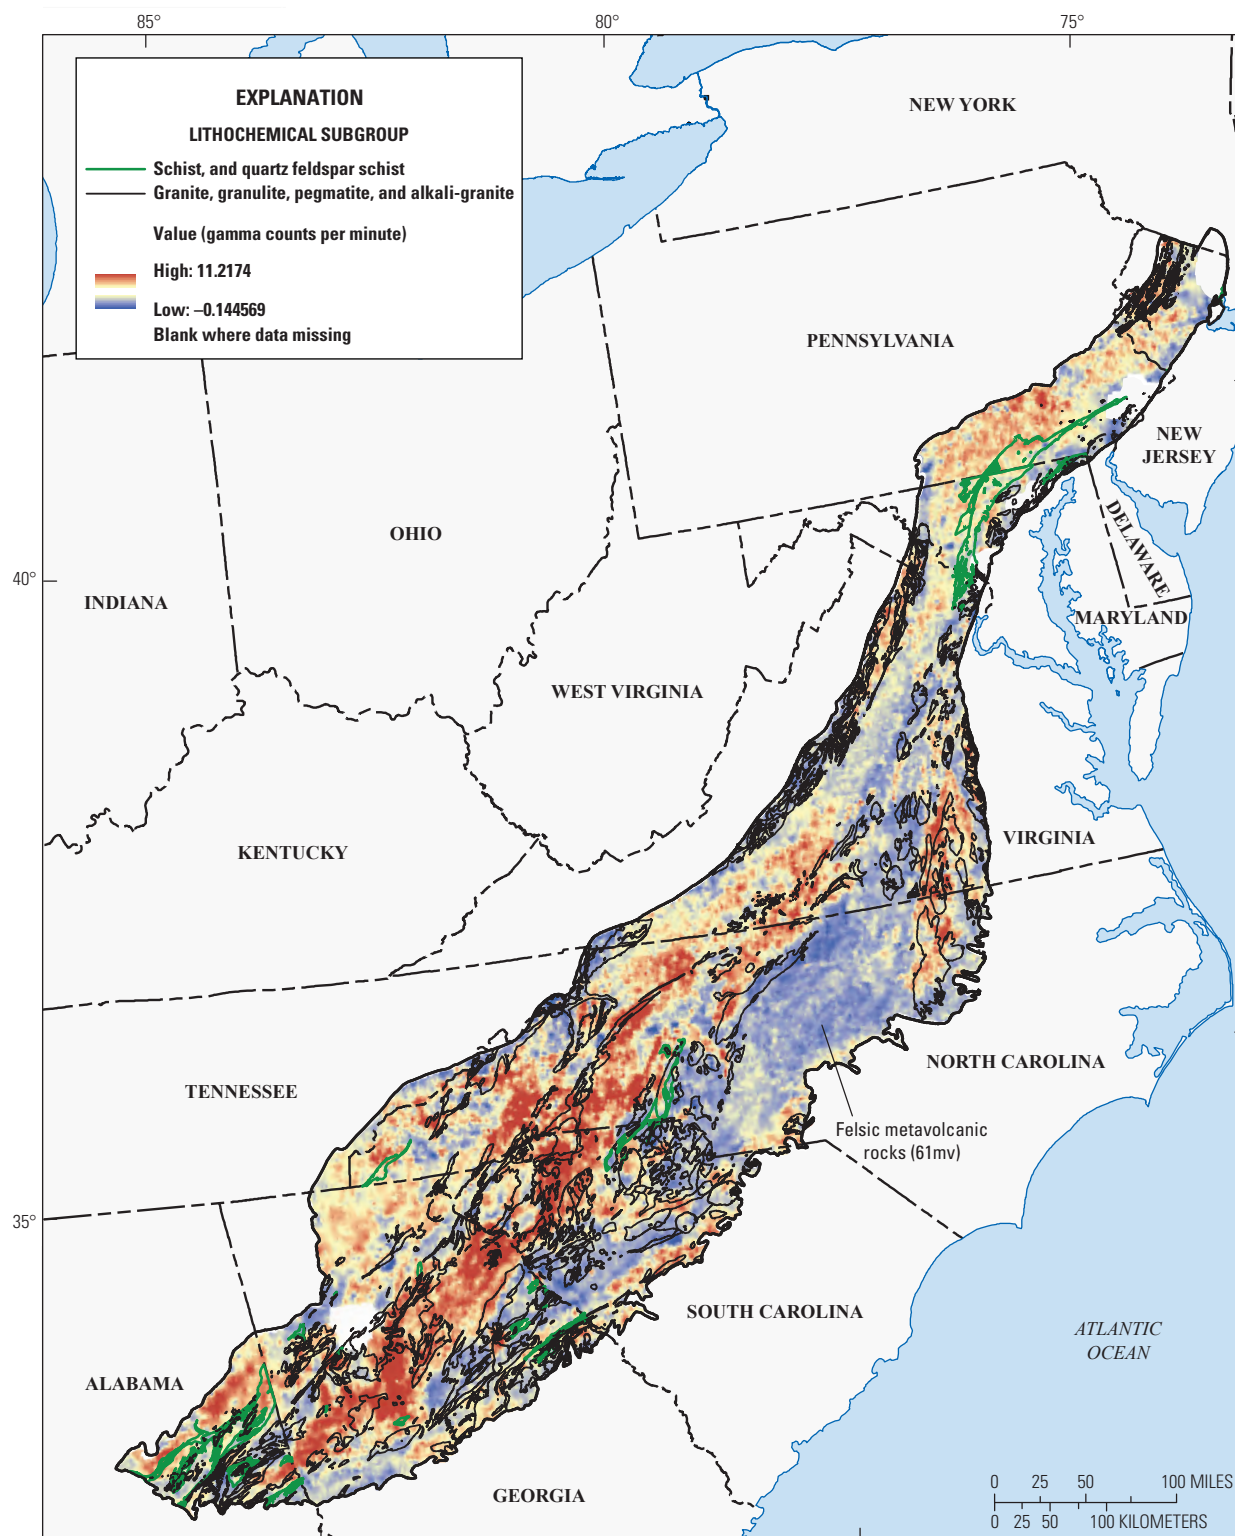 85°
80°
75°
EXPLANATION
LITHOCHEMICAL SUBGROUP
Schist, and quartz feldspar schist
Granite, granulite, pegmatite, and alkali-granite
Value (gamma counts per minute)
High: 11.2174
Low: –0.144569
Blank where data missing
NEW YORK
PENNSYLVANIA
NEW
JERSEY
OHIO
DELAWARE
40°
INDIANA
MARYLAND
WEST VIRGINIA
VIRGINIA
KENTUCKY
NORTH CAROLINA
TENNESSEE
Felsic metavolcanic
rocks (61mv)
35°
SOUTH CAROLINA
ATLANTIC
OCEAN
ALABAMA
GEORGIA
0 25 50 100 MILES
0 25 50 100 KILOMETERS